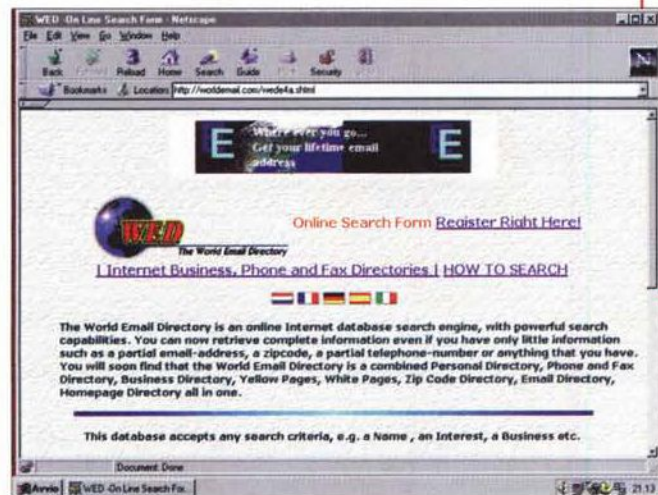 WED -On Line Search Form - Netscape
File Edit View Go Window Help
Back Reload Home Search Guide Security
Bookmarks Location: http://worldemail.com/wede4a.shtml
E Where ever you go... E
Get your lifetime email
address
WED
The World Email Directory
Online Search Form Register Right Here!
| Internet Business, Phone and Fax Directories | HOW TO SEARCH
The World Email Directory is an online Internet database search engine, with powerful search
capabilities. You can now retrieve complete information even if you have only little information
such as a partial email-address, a zipcode, a partial telephone-number or anything that you have.
You will soon find that the World Email Directory is a combined Personal Directory, Phone and Fax
Directory, Business Directory, Yellow Pages, White Pages, Zip Code Directory, Email Directory,
Homepage Directory all in one.
This database accepts any search criteria, e.g. a Name , an Interest, a Business etc.
Document: Done
Avvio WED -On Line Search Fo... 21.13